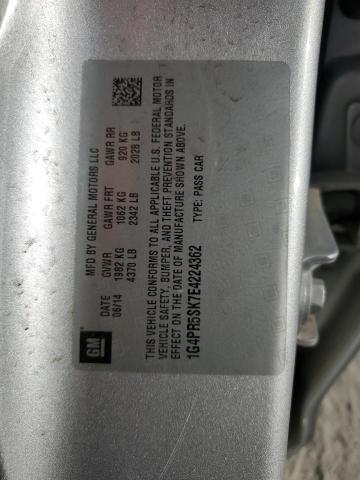 GM
MFD BY GENERAL MOTORS LLC
DATE GVWR GAWR FRT GAWR RR
06/14 1982 KG 1062 KG 920 KG
4370 LB 2342 LB 2028 LB
THIS VEHICLE CONFORMS TO ALL APPLICABLE U.S. FEDERAL MOTOR
VEHICLE SAFETY, BUMPER, AND THEFT PREVENTION STANDARDS IN
EFFECT ON THE DATE OF MANUFACTURE SHOWN ABOVE.
1G4PR5SK7E4224362 TYPE: PASS CAR